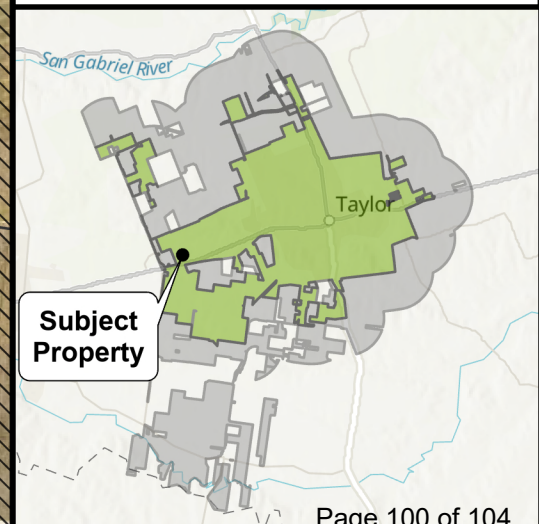 San Gabriel River
Taylor
Subject
Property
Page 100 of 104